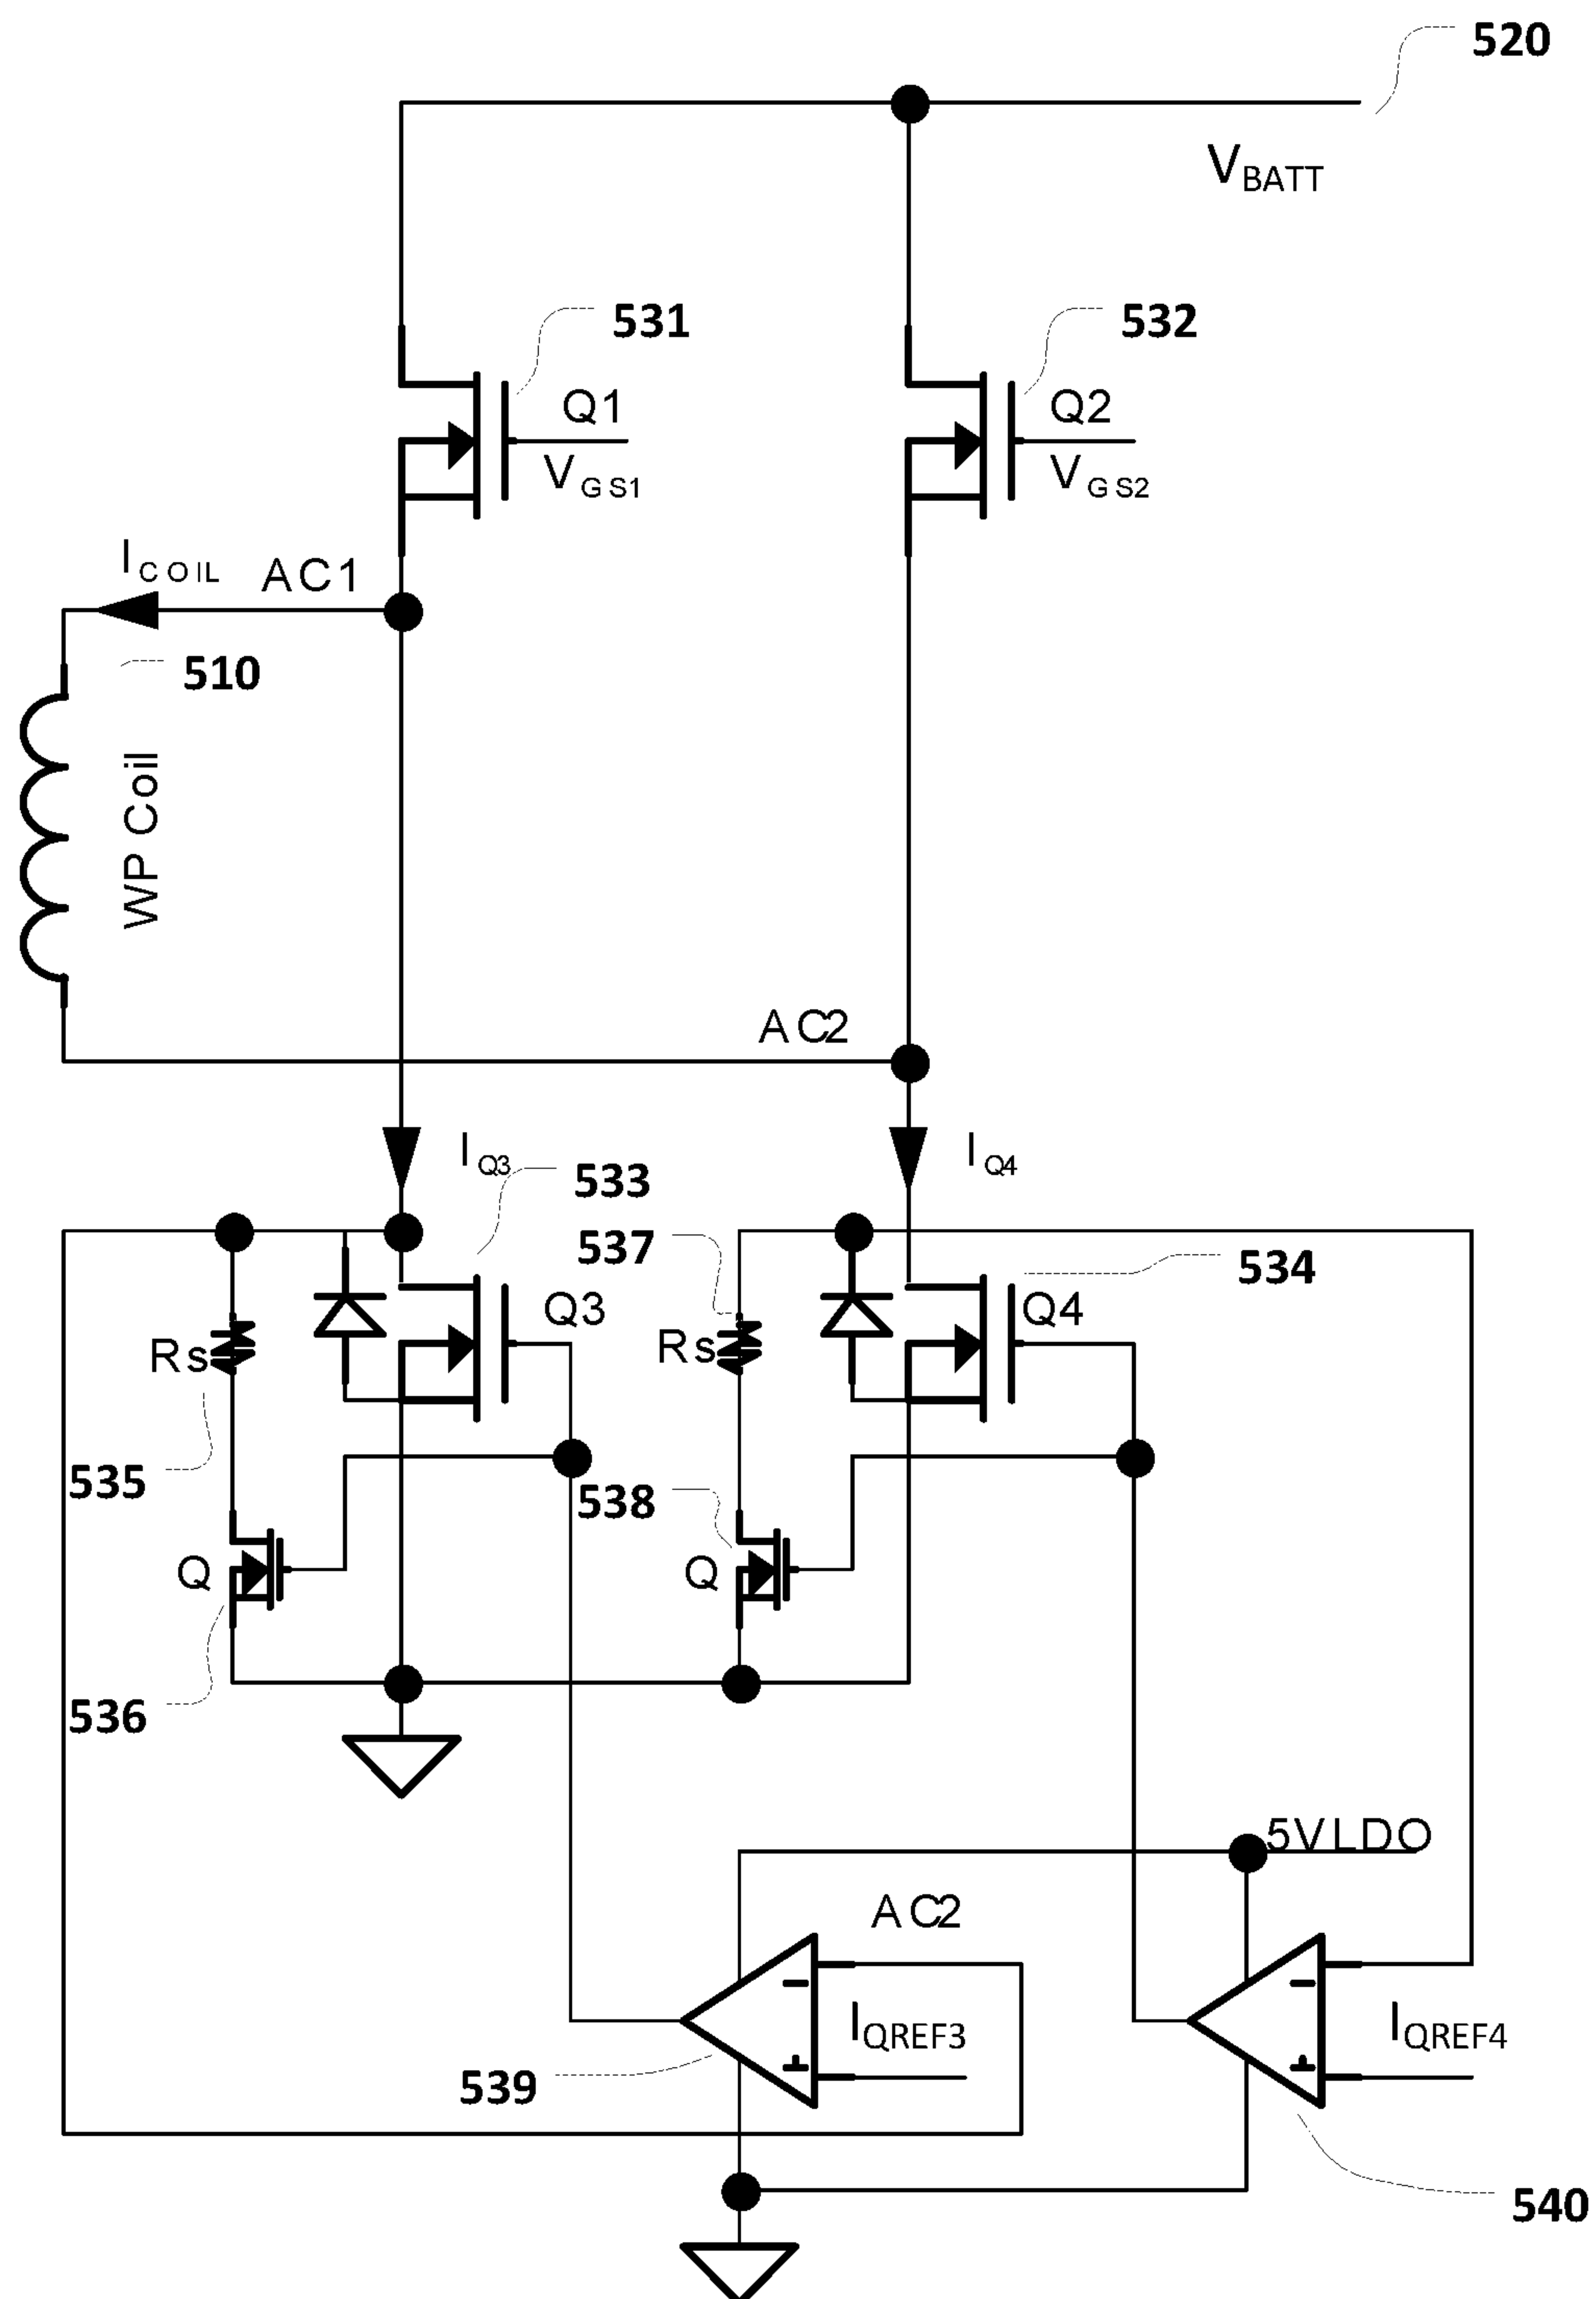 520
VBATT
531
532
Q1
Q2
VGS1
VGS2
ICOIL
AC1
510
WP Coil
AC2
IQ3
IQ4
533
537
534
Q3
Q4
Rs
Rs
535
538
Q
Q
536
5VLDO
AC2
IQREF3
IQREF4
539
540